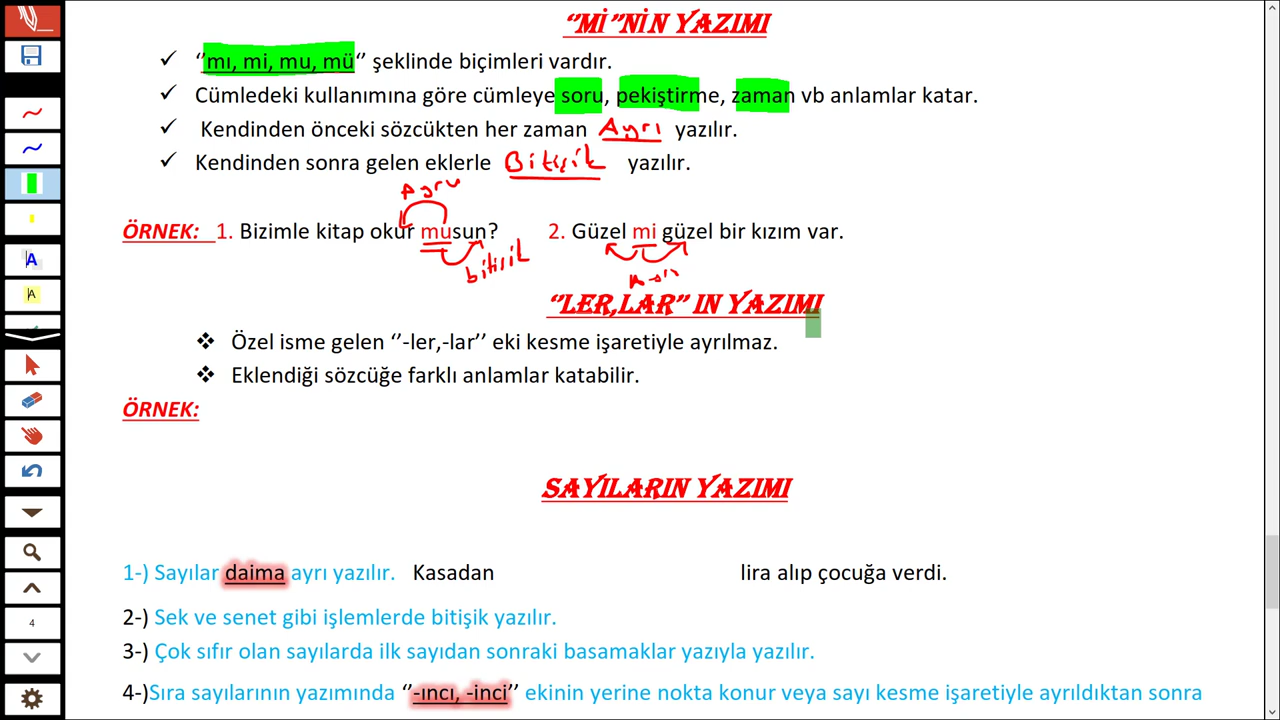 ‘‘Mİ’’NİN YAZIMI
✓ ‘‘mı, mi, mu, mü’’ şeklinde biçimleri vardır.
✓ Cümledeki kullanımına göre cümleye soru, pekiştirme, zaman vb anlamlar katar.
✓ Kendinden önceki sözcükten her zaman Ayrı yazılır.
✓ Kendinden sonra gelen eklerle Bitişik yazılır.
ÖRNEK: 1. Bizimle kitap okur musun? 2. Güzel mi güzel bir kızım var.
bitişik
‘‘LER,LAR’’ IN YAZIMI
❖ Özel isme gelen ‘‘-ler,-lar’’ eki kesme işaretiyle ayrılmaz.
❖ Eklendiği sözcüğe farklı anlamlar katabilir.
ÖRNEK:
SAYILARIN YAZIMI
1-) Sayılar daima ayrı yazılır. Kasadan lira alıp çocuğa verdi.
2-) Sek ve senet gibi işlemlerde bitişik yazılır.
3-) Çok sıfır olan sayılarda ilk sayıdan sonraki basamaklar yazıyla yazılır.
4-)Sıra sayılarının yazımında ‘‘-ıncı, -inci’’ ekinin yerine nokta konur veya sayı kesme işaretiyle ayrıldıktan sonra
A
A
4